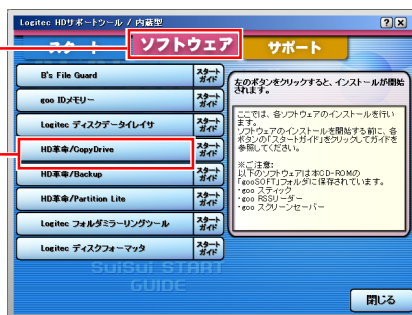 Logitec HDサポートツール / 内蔵型
スタート
ソフトウェア
サポート
B's File Guard
スタートガイド
goo IDメモリー
スタートガイド
Logitec ディスクデータイレイサ
スタートガイド
HD革命/CopyDrive
スタートガイド
HD革命/Backup
スタートガイド
HD革命/Partition Lite
スタートガイド
Logitec フォルダミラーリングツール
スタートガイド
Logitec ディスクフォーマッタ
スタートガイド
左のボタンをクリックすると、インストールが開始
されます。
ここでは、各ソフトウェアのインストールを行い
ます。
ソフトウェアのインストールを開始する前に、各
ボタンの「スタートガイド」をクリックしてガイドを
参照してください。
※ご注意:
以下のソフトウェアは本CD-ROMの
「gooSOFT」フォルダに保存されています。
・goo スティック
・goo RSSリーダー
・goo スクリーンセーバー
SUiSUi START
GUIDE
閉じる